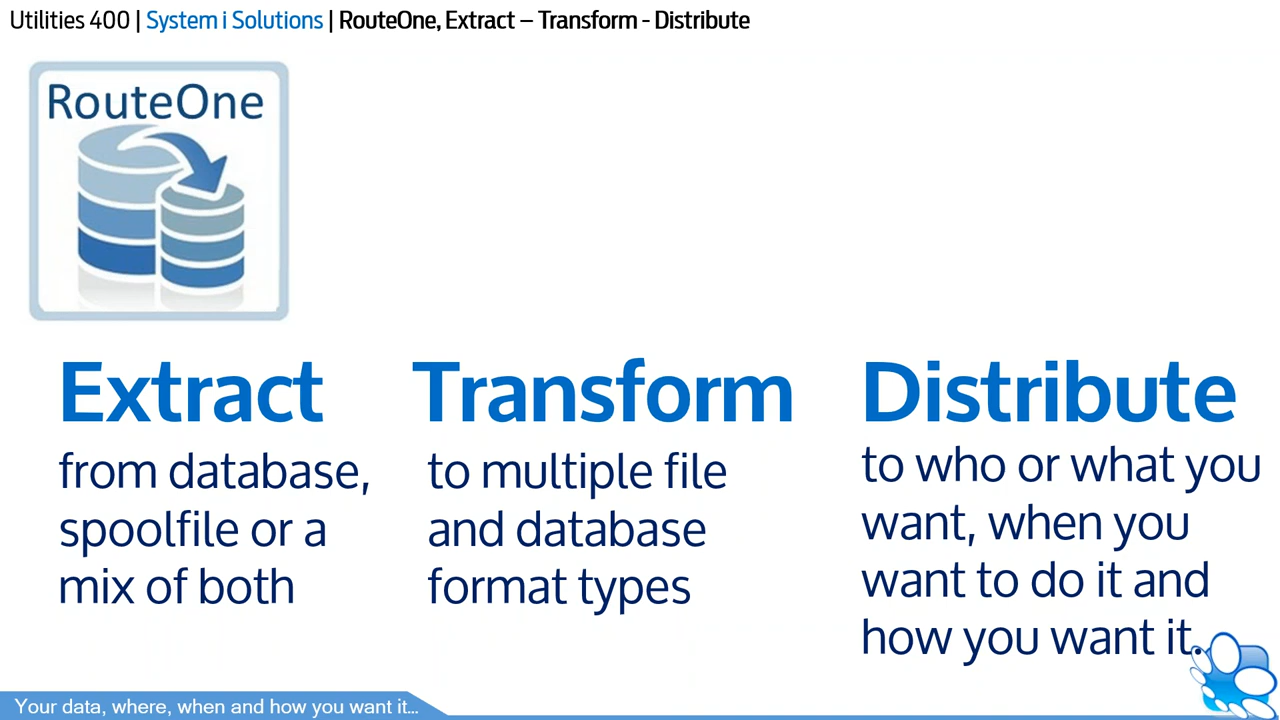 Utilities 400 | System i Solutions | RouteOne, Extract – Transform - Distribute
RouteOne
Extract
from database,
spoolfile or a
mix of both
Transform
to multiple file
and database
format types
Distribute
to who or what you
want, when you
want to do it and
how you want it.
Your data, where, when and how you want it...